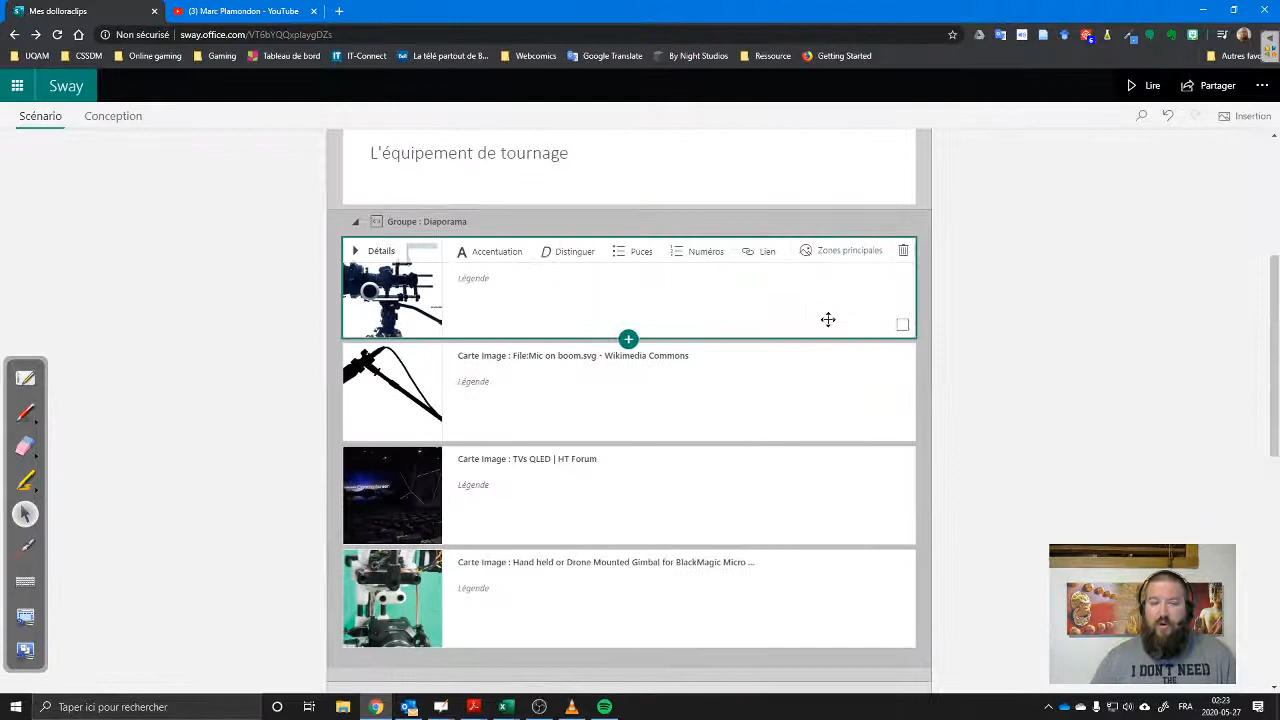 Mes dolloraclips
(3) Marc Plamondon - YouTube
Non sécurisé
sway.office.com/VT6bYQQxplaygDZs
UQAM
CSSDM
Online gaming
Gaming
Tableau de bord
IT-Connect
La télé partout de B...
Webcomics
Google Translate
By Night Studios
Ressource
Getting Started
Autres favo
Sway
Lire
Partager
Scénario
Conception
Insertion
L'équipement de tournage
Groupe : Diaporama
Détails
A Accentuation
D Distinguer
Puces
Numéros
Lien
Zones principales
Légende
Carte Image : File:Mic on boom.svg - Wikimedia Commons
Légende
Carte Image : TVs QLED | HT Forum
Légende
Carte Image : Hand held or Drone Mounted Gimbal for BlackMagic Micro ...
Légende
I DON'T NEED
THE
Taper ici pour rechercher
FRA
02:23
2020-05-27